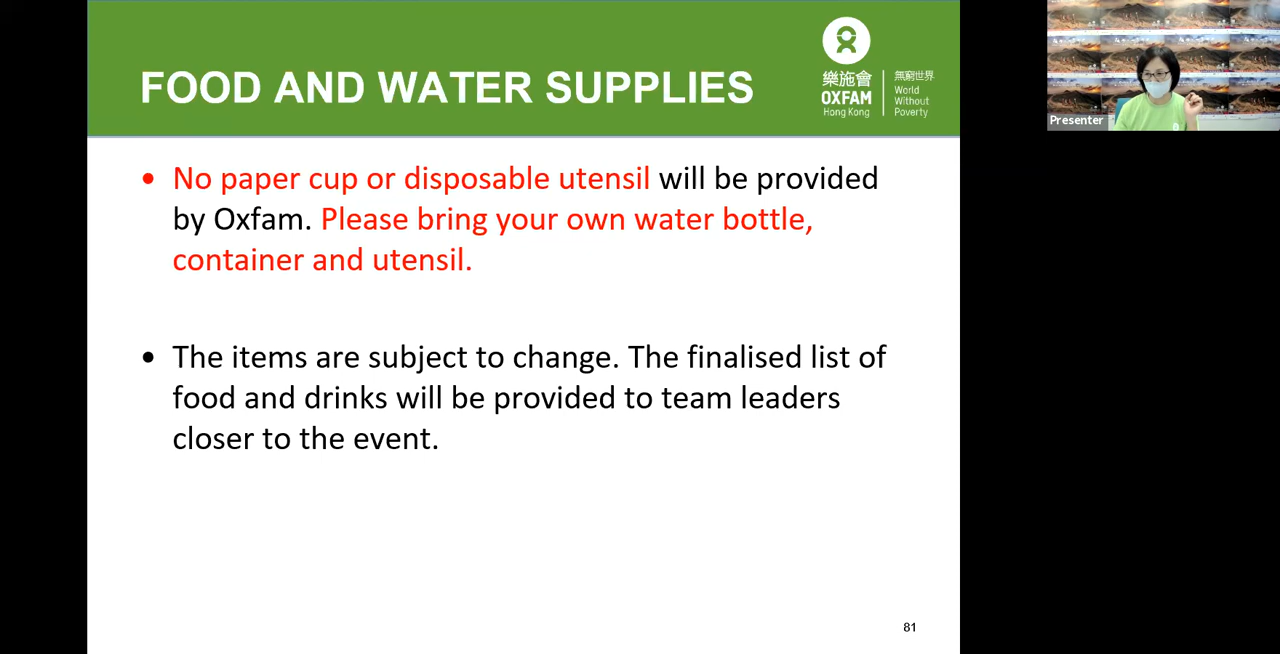 FOOD AND WATER SUPPLIES
樂施會
OXFAM
Hong Kong
無窮世界
World
Without
Poverty
Presenter
• No paper cup or disposable utensil will be provided
by Oxfam. Please bring your own water bottle,
container and utensil.
• The items are subject to change. The finalised list of
food and drinks will be provided to team leaders
closer to the event.
81